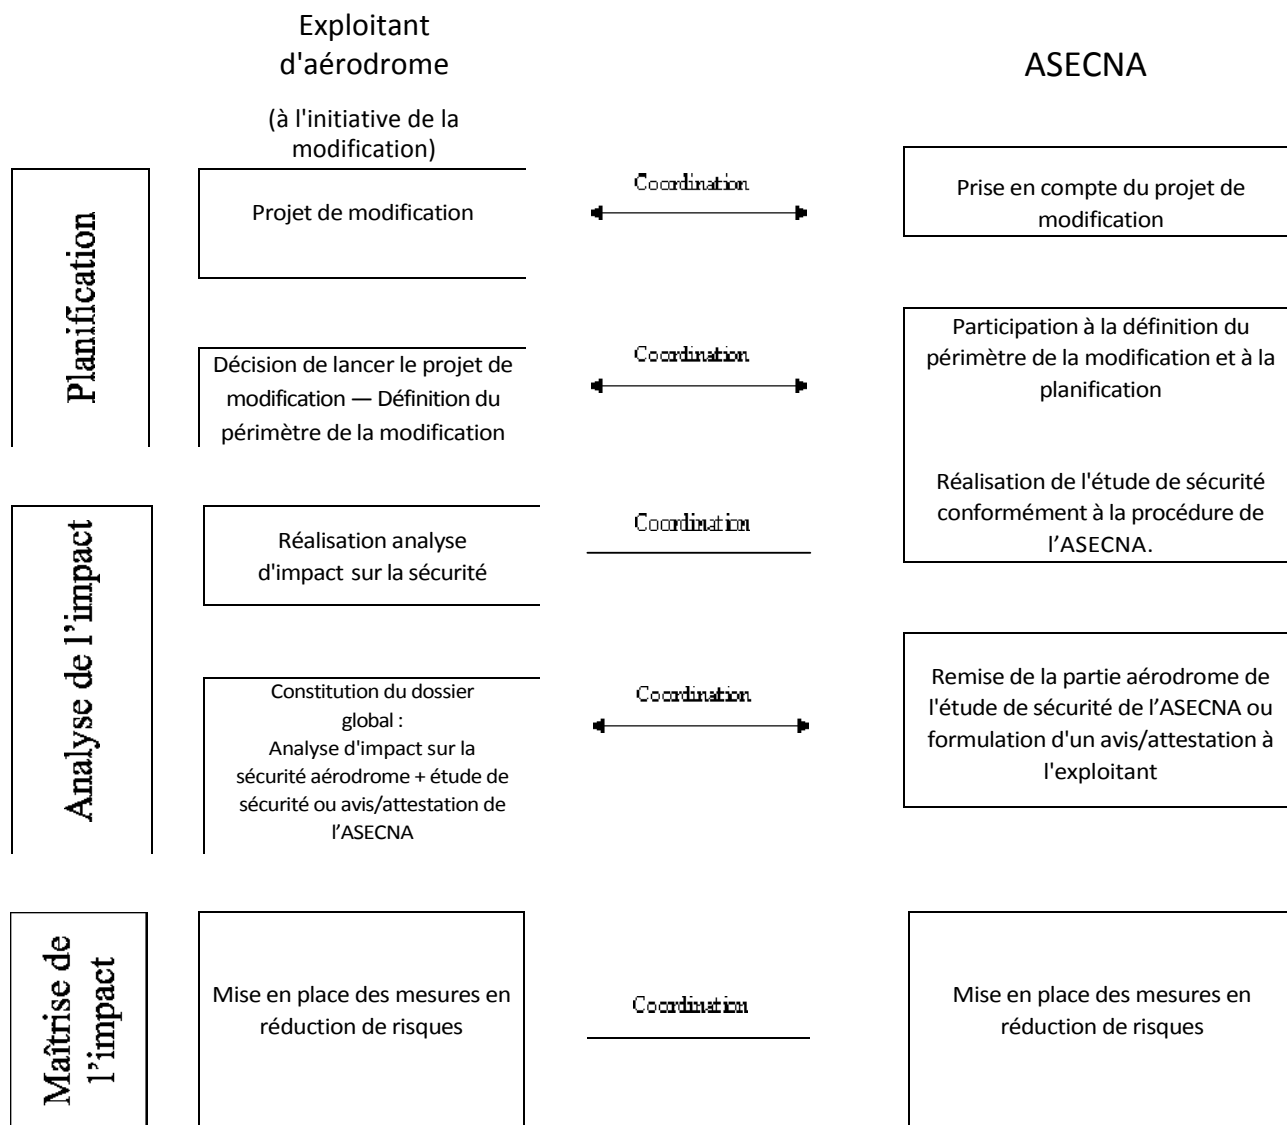 Exploitant
d'aérodrome
(à l'initiative de la
modification)
ASECNA
Planification
Projet de modification
Coordination
Prise en compte du projet de
modification
Décision de lancer le projet de
modification — Définition du
périmètre de la modification
Coordination
Participation à la définition du
périmètre de la modification et à la
planification
Analyse de l'impact
Réalisation analyse
d'impact sur la sécurité
Coordination
Réalisation de l'étude de sécurité
conformément à la procédure de
l'ASECNA.
Constitution du dossier
global :
Analyse d'impact sur la
sécurité aérodrome + étude de
sécurité ou avis/attestation de
l'ASECNA
Coordination
Remise de la partie aérodrome de
l'étude de sécurité de l'ASECNA ou
formulation d'un avis/attestation à
l'exploitant
Maîtrise de
l'impact
Mise en place des mesures en
réduction de risques
Coordination
Mise en place des mesures en
réduction de risques